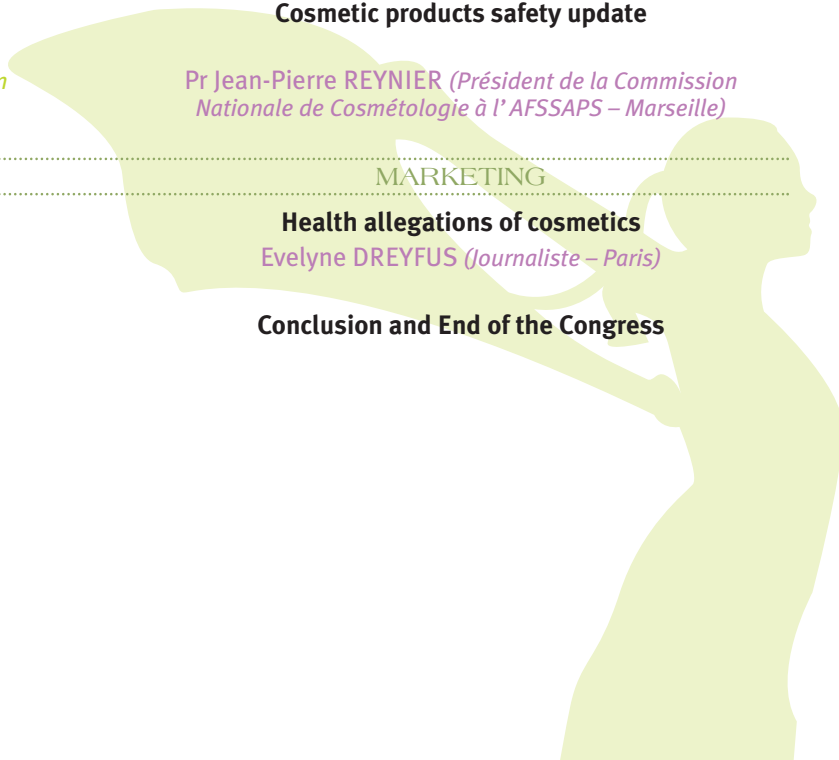 Cosmetic products safety update
Pr Jean-Pierre REYNIER (Président de la Commission
Nationale de Cosmétologie à l’ AFSSAPS – Marseille)
MARKETING
Health allegations of cosmetics
Evelyne DREYFUS (Journaliste – Paris)
Conclusion and End of the Congress